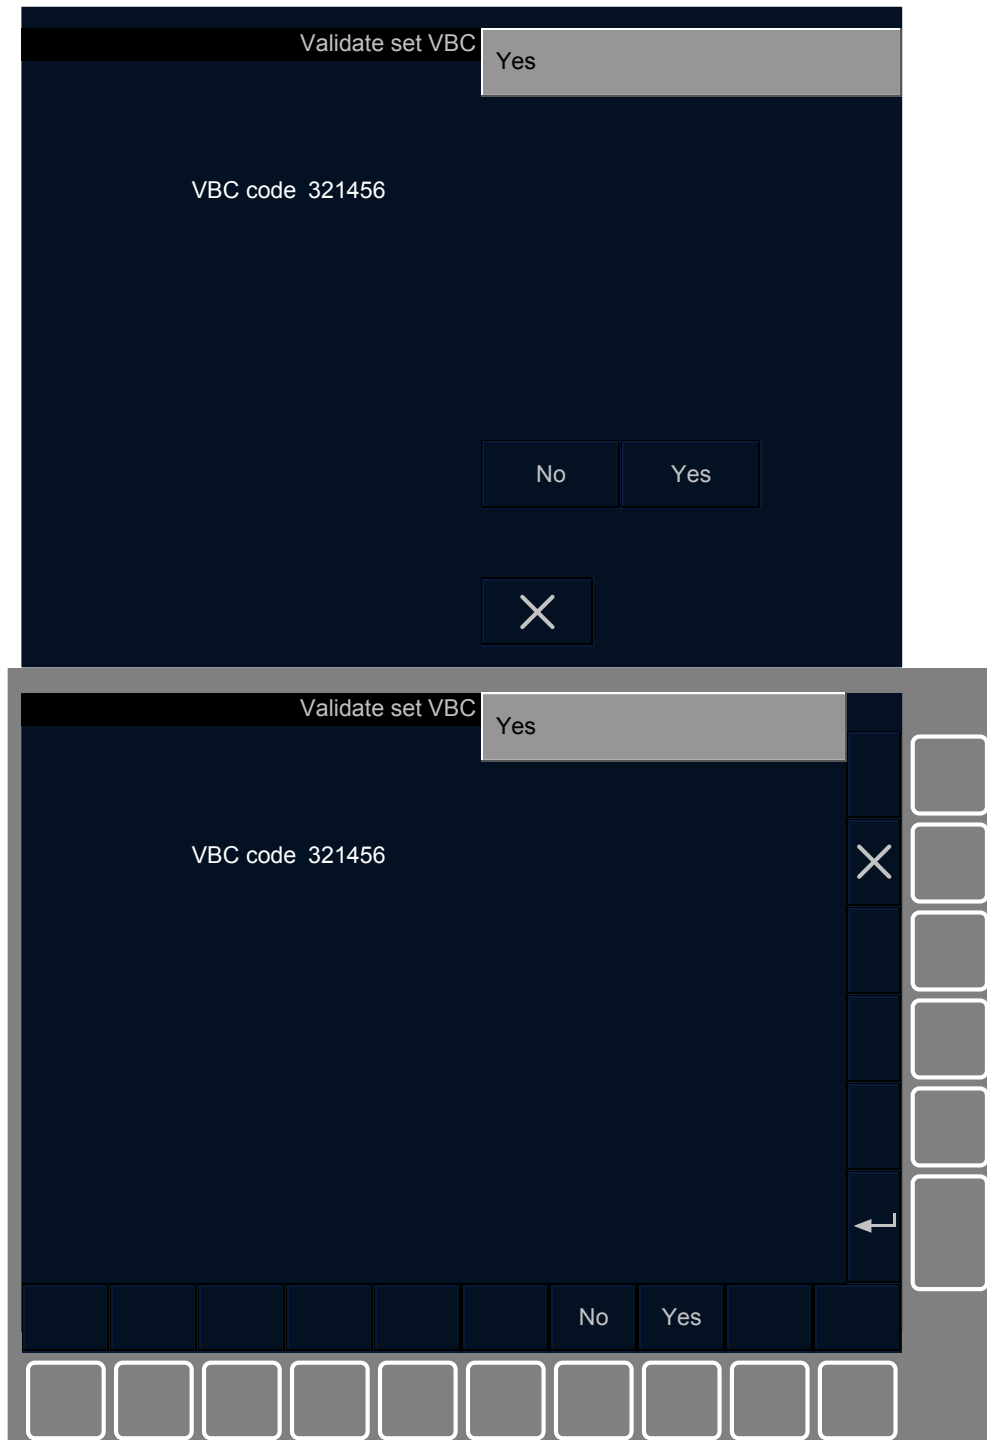 Validate set VBC
Yes
VBC code 321456
No Yes
Validate set VBC
Yes
VBC code 321456
No Yes